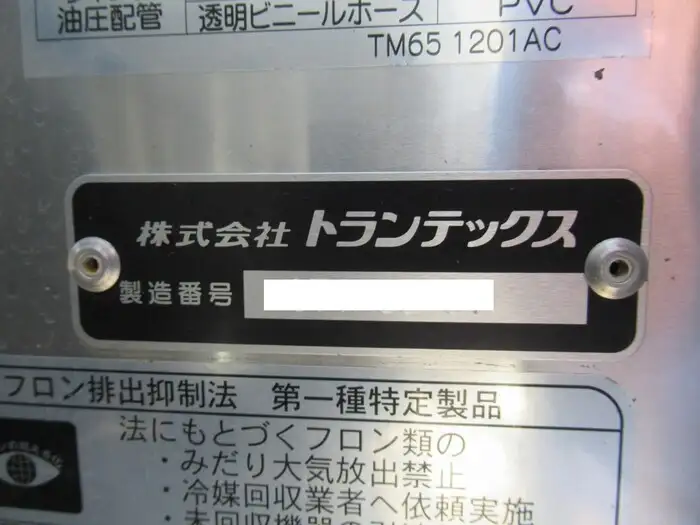 油圧配管 透明ビニールホース PVC
TM65 1201AC
株式会社 トランテックス
製造番号
フロン排出抑制法 第一種特定製品
法にもとづくフロン類の
・みだり大気放出禁止
・冷媒回収業者へ依頼実施